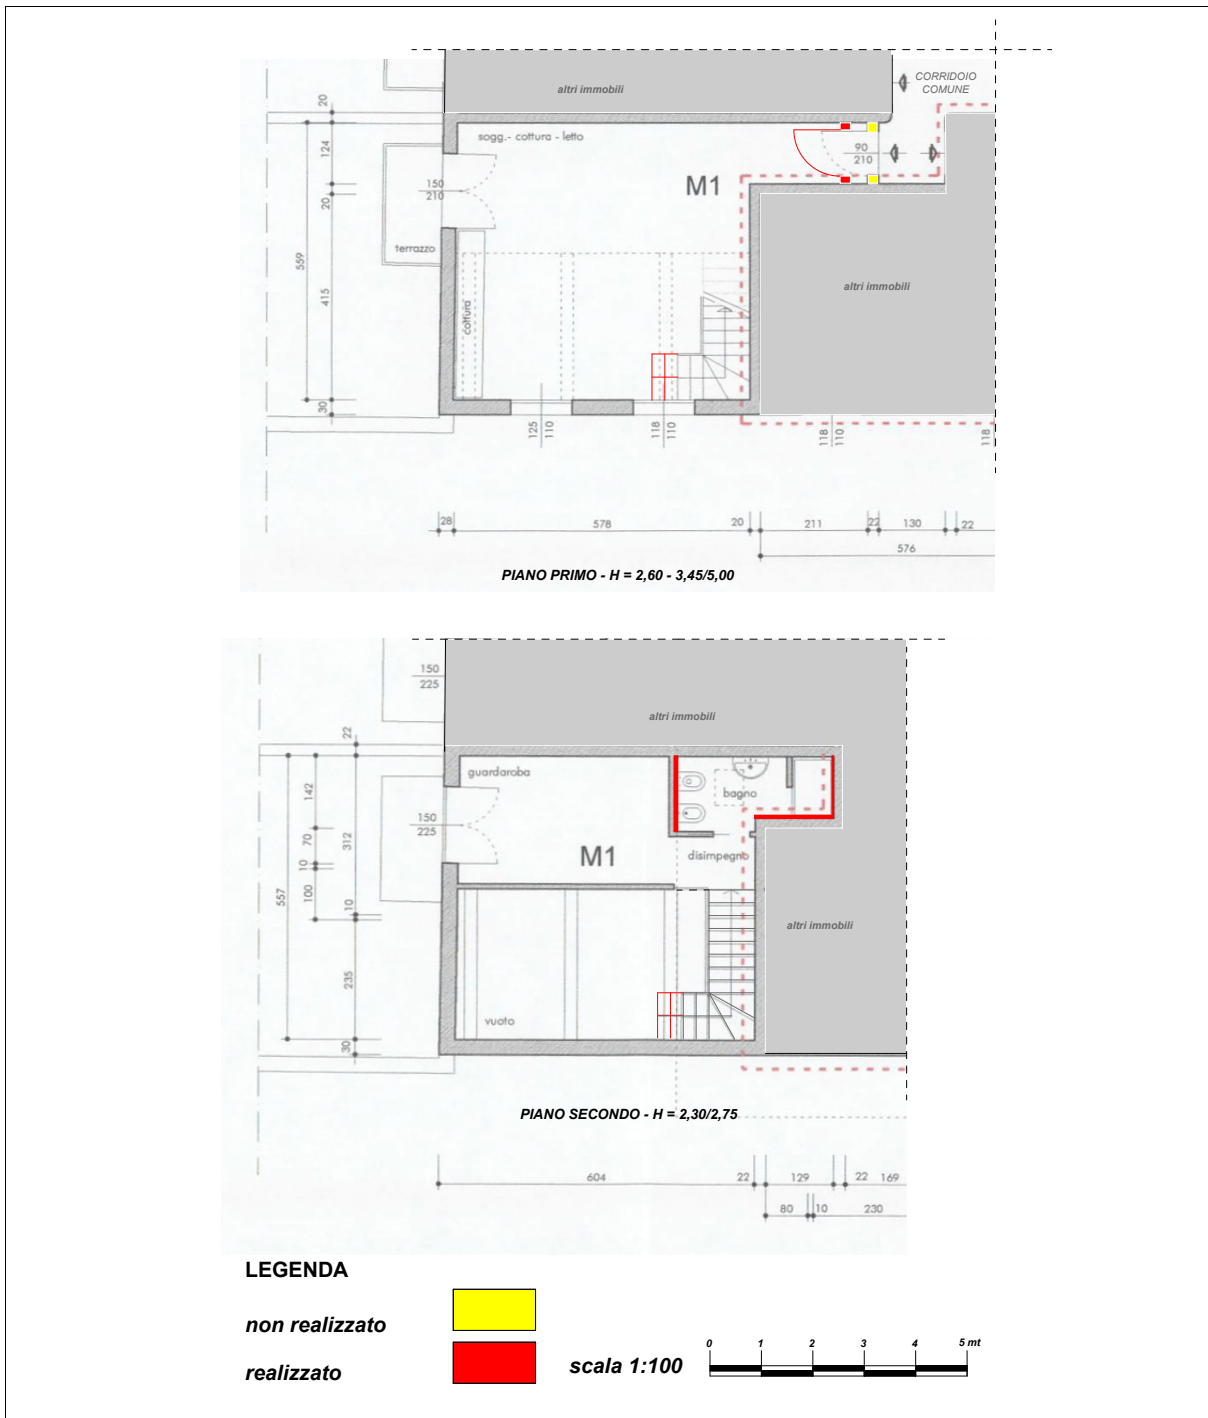 altri immobili
CORRIDOIO
COMUNE
sogg.- cottura - letto
90
210
M1
150
210
terrazzo
cottura
altri immobili
20
124
20
559
415
30
125
110
118
110
118
110
118
28
578
20
211
22
130
22
576
PIANO PRIMO - H = 2,60 - 3,45/5,00
150
225
altri immobili
22
guardaroba
bagno
142
150
225
70
312
M1
disimpegno
10
100
10
557
altri immobili
235
vuoto
30
PIANO SECONDO - H = 2,30/2,75
604
22
129
22
169
80
10
230
LEGENDA
non realizzato
realizzato
scala 1:100
0 1 2 3 4 5 mt